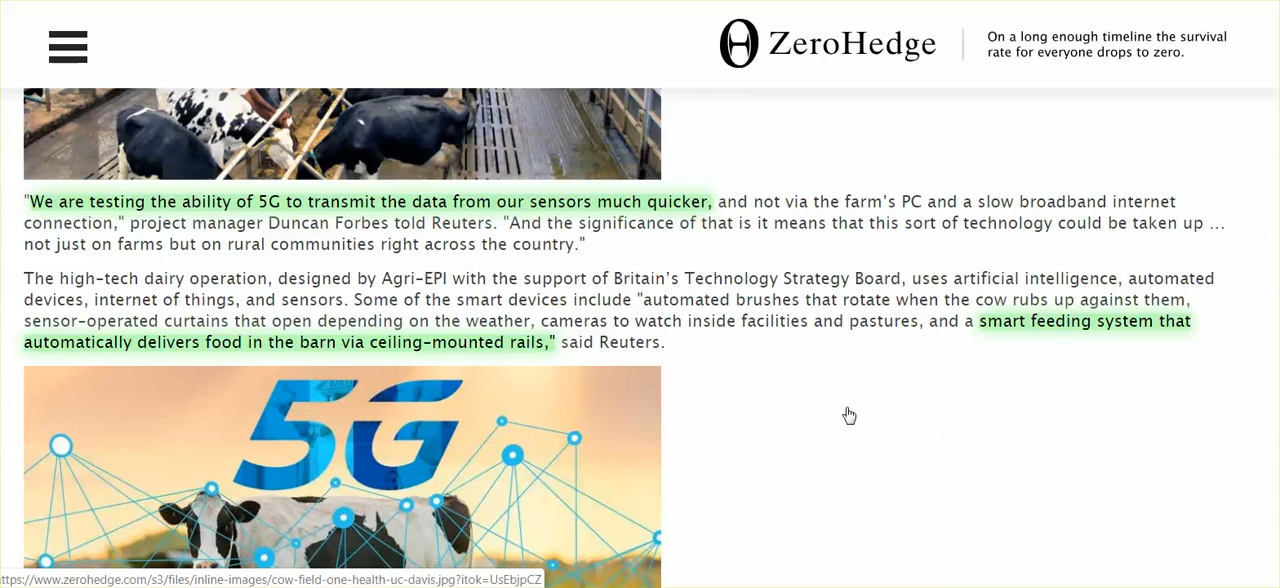 ZeroHedge
On a long enough timeline the survival
rate for everyone drops to zero.
"We are testing the ability of 5G to transmit the data from our sensors much quicker, and not via the farm's PC and a slow broadband internet
connection," project manager Duncan Forbes told Reuters. "And the significance of that is it means that this sort of technology could be taken up ...
not just on farms but on rural communities right across the country."
The high-tech dairy operation, designed by Agri-EPI with the support of Britain's Technology Strategy Board, uses artificial intelligence, automated
devices, internet of things, and sensors. Some of the smart devices include "automated brushes that rotate when the cow rubs up against them,
sensor-operated curtains that open depending on the weather, cameras to watch inside facilities and pastures, and a smart feeding system that
automatically delivers food in the barn via ceiling-mounted rails," said Reuters.
5G
ttps://www.zerohedge.com/s3/files/inline-images/cow-field-one-health-uc-davis.jpg?itok=UsEbjpCZ